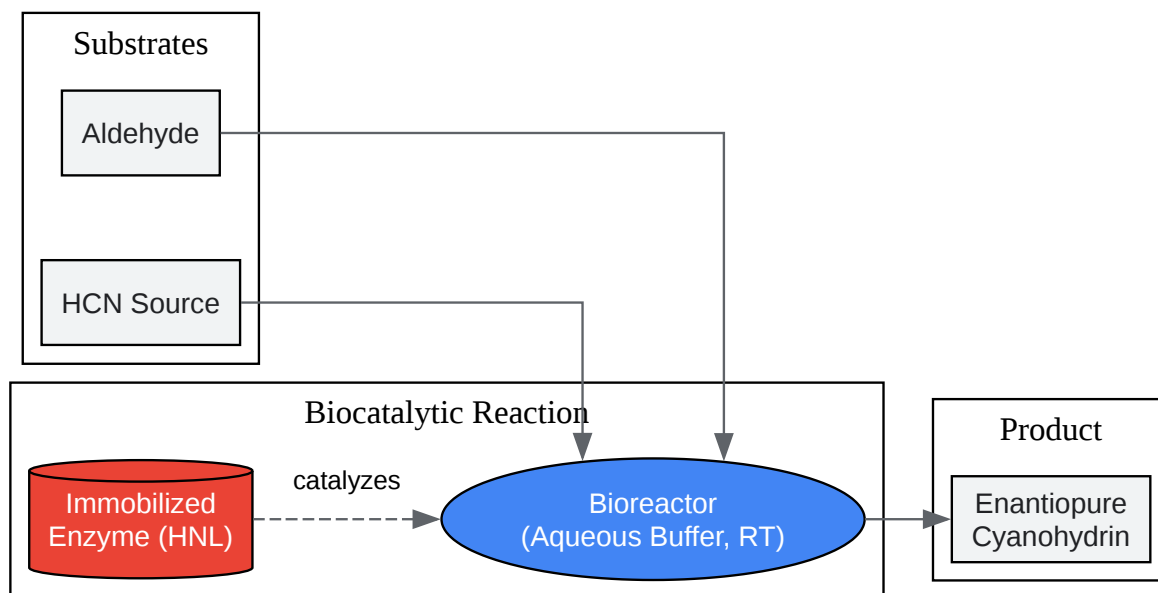 Substrates
Aldehyde
HCN Source
Biocatalytic Reaction
Immobilized
Enzyme (HNL)
catalyzes
Bioreactor
(Aqueous Buffer, RT)
Product
Enantiopure
Cyanohydrin